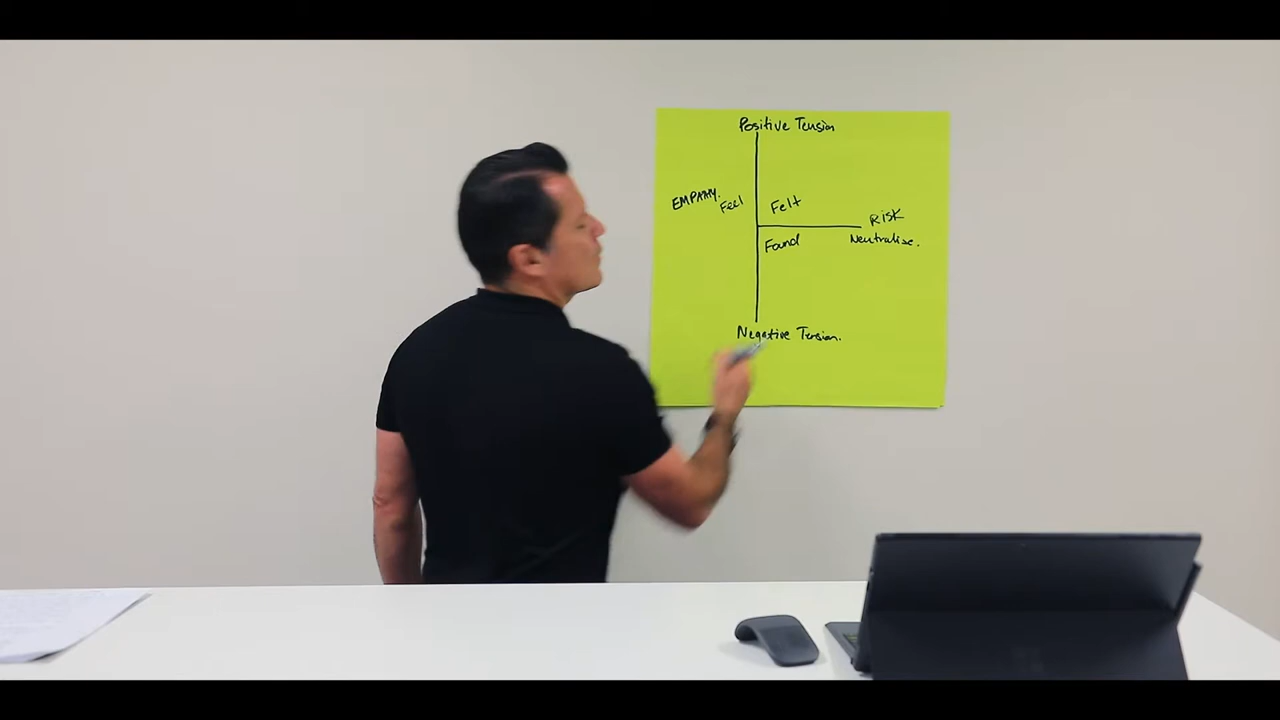 Positive Tension
EMPATHY.
Feel
Felt
Risk
Found
Neutralise.
Negative Tension.